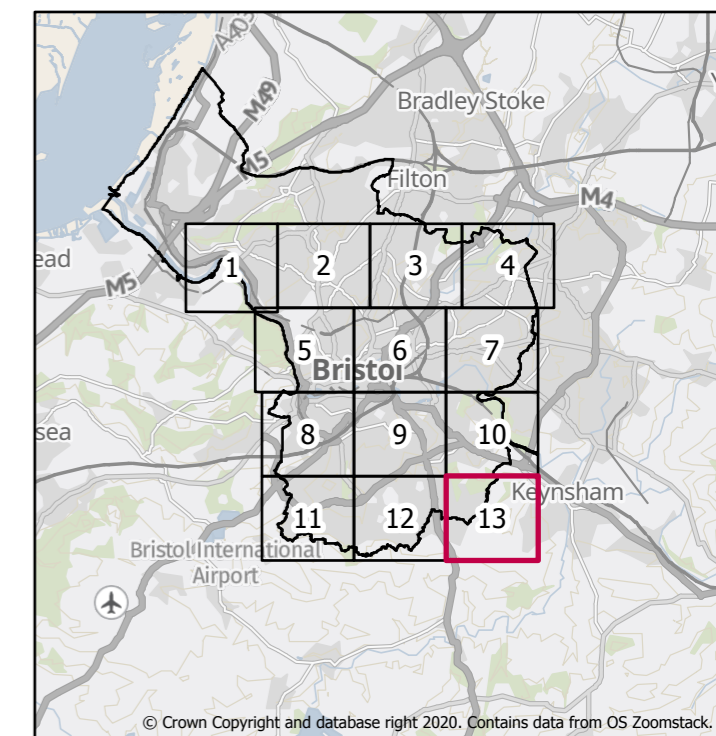 A403
M49
Bradley Stoke
M5
Filton
M4
ead
M5
1
2
3
4
5
6
7
Bristol
sea
8
9
10
Keynsham
11
12
13
Bristol International
Airport
© Crown Copyright and database right 2020. Contains data from OS Zoomstack.